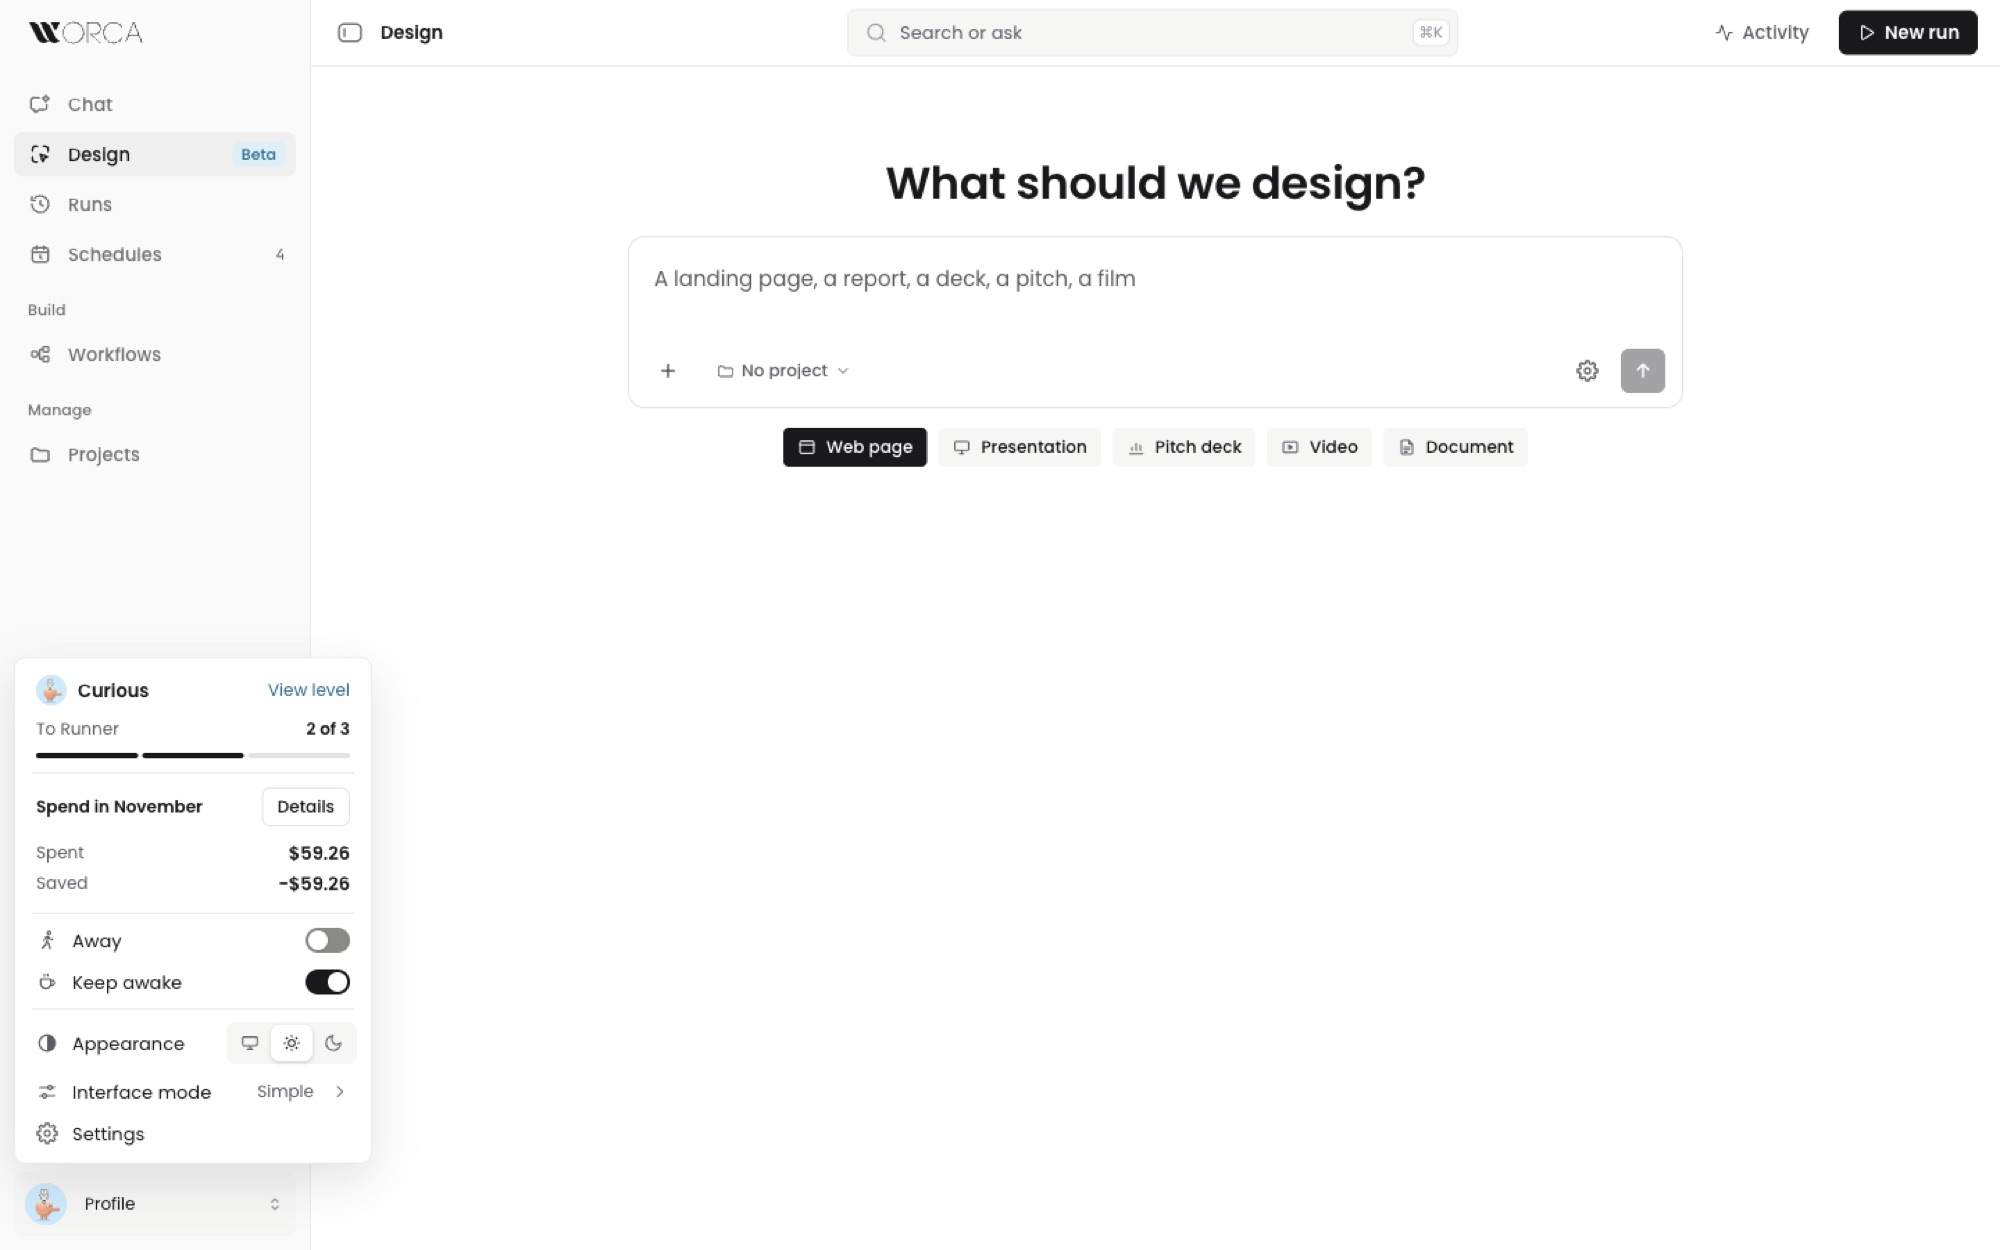 WORCA
Design
Search or ask
⌘K
Activity
New run
Chat
Design
Beta
Runs
Schedules
4
Build
Workflows
Manage
Projects
What should we design?
A landing page, a report, a deck, a pitch, a film
No project
Web page
Presentation
Pitch deck
Video
Document
Curious
View level
To Runner
2 of 3
Spend in November
Details
Spent
$59.26
Saved
-$59.26
Away
Keep awake
Appearance
Interface mode
Simple
Settings
Profile